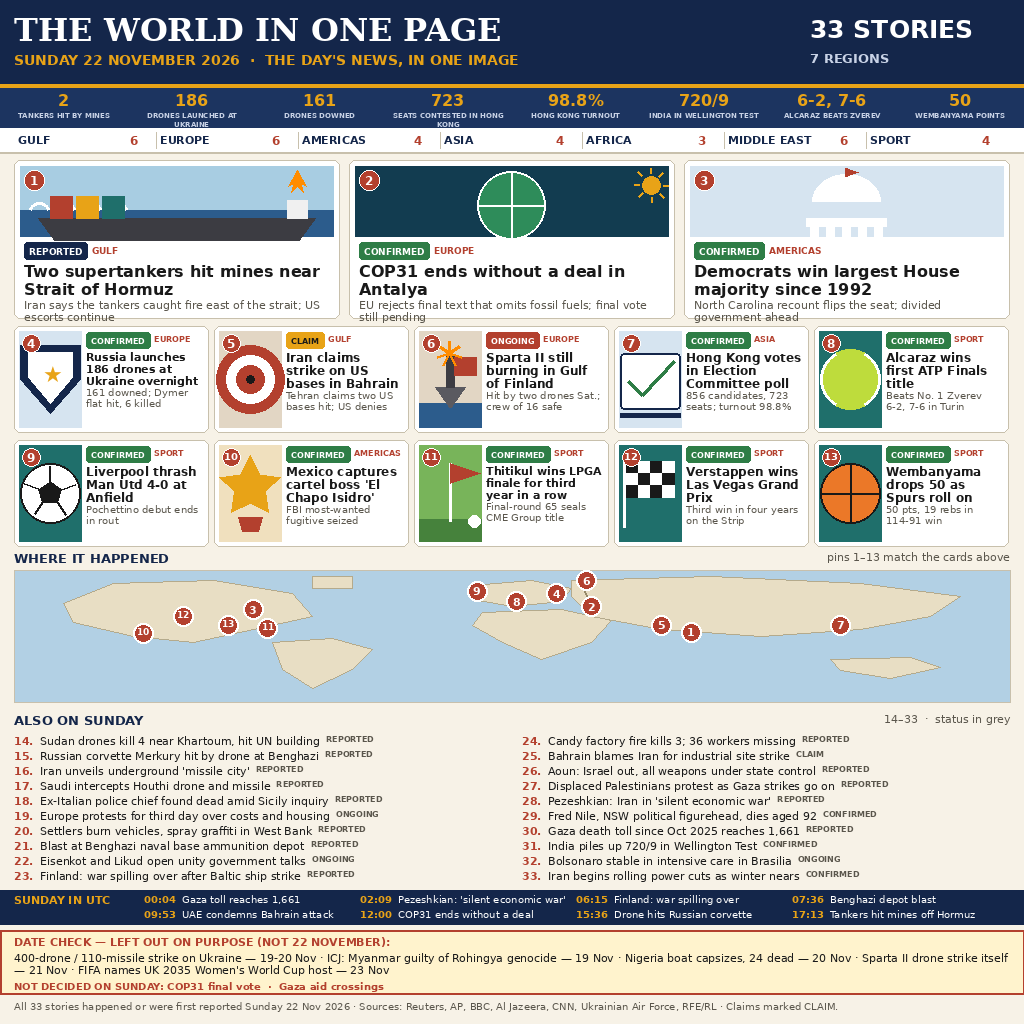 THE WORLD IN ONE PAGE
SUNDAY 22 NOVEMBER 2026 · THE DAY'S NEWS, IN ONE IMAGE
33 STORIES
7 REGIONS
2
TANKERS HIT BY MINES
186
DRONES LAUNCHED AT
UKRAINE
161
DRONES DOWNED
723
SEATS CONTESTED IN HONG
KONG
98.8%
HONG KONG TURNOUT
720/9
INDIA IN WELLINGTON TEST
6-2, 7-6
ALCARAZ BEATS ZVEREV
50
WEMBANYAMA POINTS
GULF 6
EUROPE 6
AMERICAS 4
ASIA 4
AFRICA 3
MIDDLE EAST 6
SPORT 4
1
REPORTED GULF
Two supertankers hit mines near
Strait of Hormuz
Iran says the tankers caught fire east of the strait; US
escorts continue
2
CONFIRMED EUROPE
COP31 ends without a deal in
Antalya
EU rejects final text that omits fossil fuels; final vote
still pending
3
CONFIRMED AMERICAS
Democrats win largest House
majority since 1992
North Carolina recount flips the seat; divided
government ahead
4
CONFIRMED EUROPE
Russia launches
186 drones at
Ukraine overnight
161 downed; Dymer
flat hit, 6 killed
5
CLAIM GULF
Iran claims
strike on US
bases in Bahrain
Tehran claims two US
bases hit; US denies
6
ONGOING EUROPE
Sparta II still
burning in Gulf
of Finland
Hit by two drones Sat.;
crew of 16 safe
7
CONFIRMED ASIA
Hong Kong votes
in Election
Committee poll
856 candidates, 723
seats; turnout 98.8%
8
CONFIRMED SPORT
Alcaraz wins
first ATP Finals
title
Beats No. 1 Zverev
6-2, 7-6 in Turin
9
CONFIRMED SPORT
Liverpool thrash
Man Utd 4-0 at
Anfield
Pochettino debut ends
in rout
10
CONFIRMED AMERICAS
Mexico captures
cartel boss 'El
Chapo Isidro'
FBI most-wanted
fugitive seized
11
CONFIRMED SPORT
Thitikul wins LPGA
finale for third
year in a row
Final-round 65 seals
CME Group title
12
CONFIRMED SPORT
Verstappen wins
Las Vegas Grand
Prix
Third win in four years
on the Strip
13
CONFIRMED SPORT
Wembanyama
drops 50 as
Spurs roll on
50 pts, 19 rebs in
114-91 win
WHERE IT HAPPENED
pins 1–13 match the cards above
6
9
4
8
2
3
12
13
11
10
5
1
7
ALSO ON SUNDAY
14–33 · status in grey
14. Sudan drones kill 4 near Khartoum, hit UN building REPORTED
15. Russian corvette Merkury hit by drone at Benghazi REPORTED
16. Iran unveils underground 'missile city' REPORTED
17. Saudi intercepts Houthi drone and missile REPORTED
18. Ex-Italian police chief found dead amid Sicily inquiry REPORTED
19. Europe protests for third day over costs and housing ONGOING
20. Settlers burn vehicles, spray graffiti in West Bank REPORTED
21. Blast at Benghazi naval base ammunition depot REPORTED
22. Eisenkot and Likud open unity government talks ONGOING
23. Finland: war spilling over after Baltic ship strike REPORTED
24. Candy factory fire kills 3; 36 workers missing REPORTED
25. Bahrain blames Iran for industrial site strike CLAIM
26. Aoun: Israel out, all weapons under state control REPORTED
27. Displaced Palestinians protest as Gaza strikes go on REPORTED
28. Pezeshkian: Iran in 'silent economic war' REPORTED
29. Fred Nile, NSW political figurehead, dies aged 92 CONFIRMED
30. Gaza death toll since Oct 2025 reaches 1,661 REPORTED
31. India piles up 720/9 in Wellington Test CONFIRMED
32. Bolsonaro stable in intensive care in Brasilia ONGOING
33. Iran begins rolling power cuts as winter nears CONFIRMED
SUNDAY IN UTC
00:04 Gaza toll reaches 1,661
02:09 Pezeshkian: 'silent economic war'
06:15 Finland: war spilling over
07:36 Benghazi depot blast
09:53 UAE condemns Bahrain attack
12:00 COP31 ends without a deal
15:36 Drone hits Russian corvette
17:13 Tankers hit mines off Hormuz
DATE CHECK — LEFT OUT ON PURPOSE (NOT 22 NOVEMBER):
400-drone / 110-missile strike on Ukraine — 19-20 Nov · ICJ: Myanmar guilty of Rohingya genocide — 19 Nov · Nigeria boat capsizes, 24 dead — 20 Nov · Sparta II drone strike itself
— 21 Nov · FIFA names UK 2035 Women's World Cup host — 23 Nov
NOT DECIDED ON SUNDAY: COP31 final vote · Gaza aid crossings
All 33 stories happened or were first reported Sunday 22 Nov 2026 · Sources: Reuters, AP, BBC, Al Jazeera, CNN, Ukrainian Air Force, RFE/RL · Claims marked CLAIM.